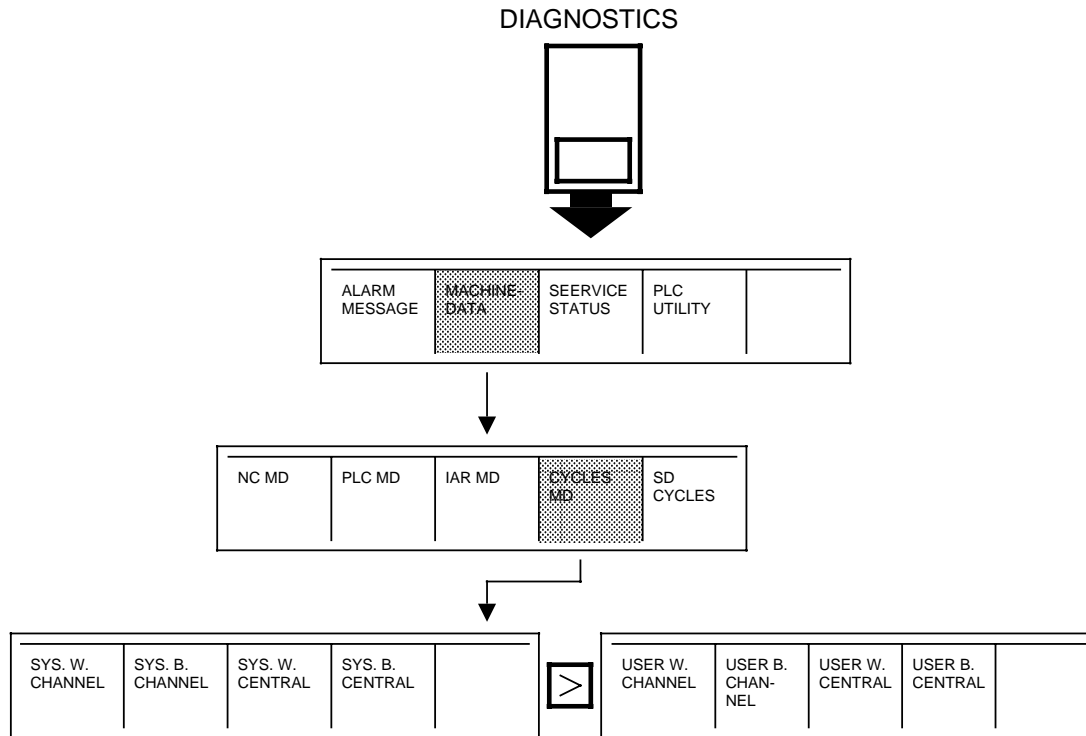 DIAGNOSTICS
ALARM
MESSAGE
MACHINE-
DATA
SEERVICE
STATUS
PLC
UTILITY
NC MD
PLC MD
IAR MD
CYCLES
MD
SD
CYCLES
SYS. W.
CHANNEL
SYS. B.
CHANNEL
SYS. W.
CENTRAL
SYS. B.
CENTRAL
>
USER W.
CHANNEL
USER B.
CHAN-
NEL
USER W.
CENTRAL
USER B.
CENTRAL